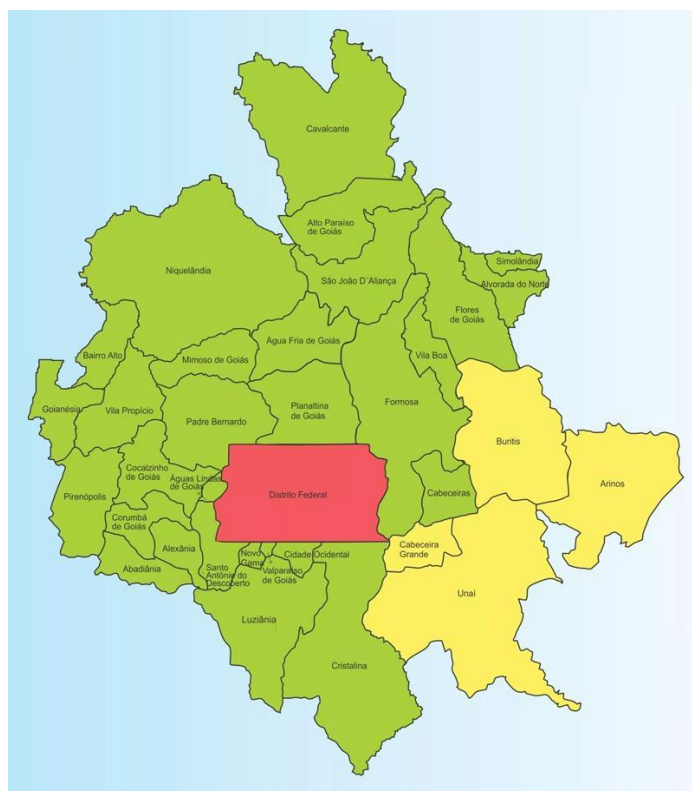 Cavalcante
Alto Paraíso
de Goiás
Simolândia
Niquelândia
São João D´Aliança
Alvorada do Norte
Flores
de Goiás
Água Fria de Goiás
Bairro Alto
Mimoso de Goiás
Vila Boa
Goianésia
Vila Propício
Planaltina
de Goiás
Formosa
Padre Bernardo
Buritis
Cocalzinho
de Goiás
Águas Lindas
de Goiás
Arinos
Pirenópolis
Distrito Federal
Cabeceiras
Corumbá
de Goiás
Alexânia
Cabeceira
Grande
Abadiânia
Santo
Antônio do
Descoberto
Novo
Gama
Cidade Ocidental
Valparaíso
de Goiás
Unaí
Luziânia
Cristalina